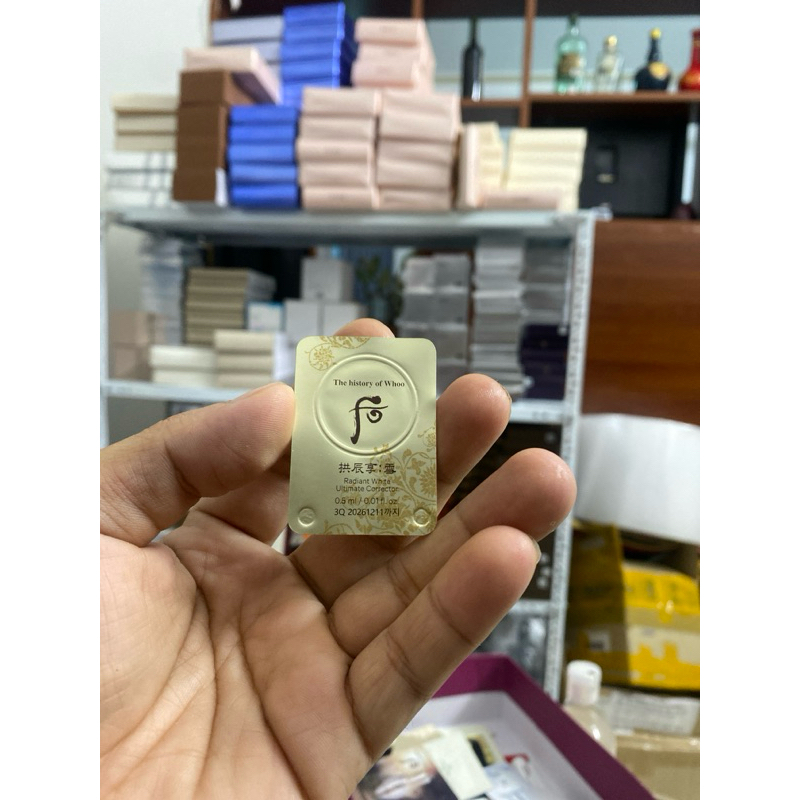 The history of Whoo
拱辰享:雪
Radiant White
Ultimate Corrector
0.5 ml / 0.01 fl. oz.
3Q 20261211까지